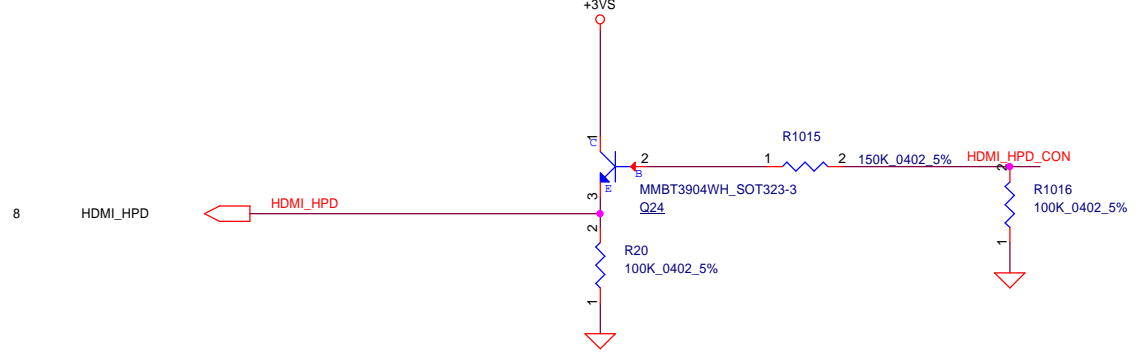 +3VS
C
1
2
B
E
3
MMBT3904WH_SOT323-3
Q24
R1015
1
2
150K_0402_5%
HDMI_HPD_CON
2
R1016
100K_0402_5%
1
8
HDMI_HPD
HDMI_HPD
2
R20
100K_0402_5%
1